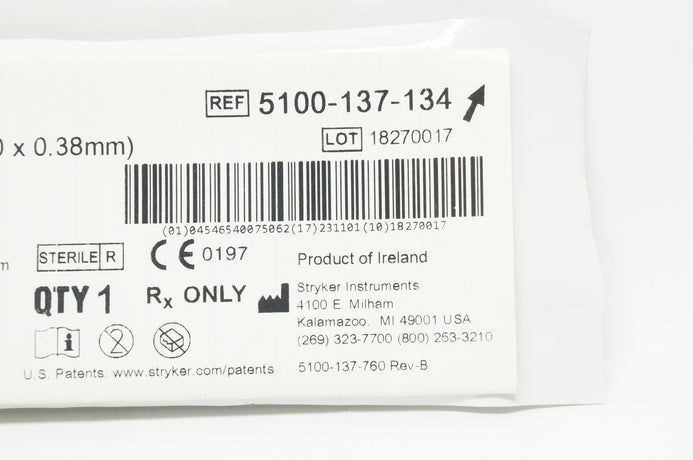 REF 5100-137-134
LOT 18270017
x 0.38mm)
(01)04546540075062(17)231101(10)18270017
STERILE R CE 0197
Product of Ireland
QTY 1 Rx ONLY
Stryker Instruments
4100 E. Milham
Kalamazoo, MI 49001 USA
(269) 323-7700 (800) 253-3210
i 2
U.S. Patents: www.stryker.com/patents
5100-137-760 Rev-B